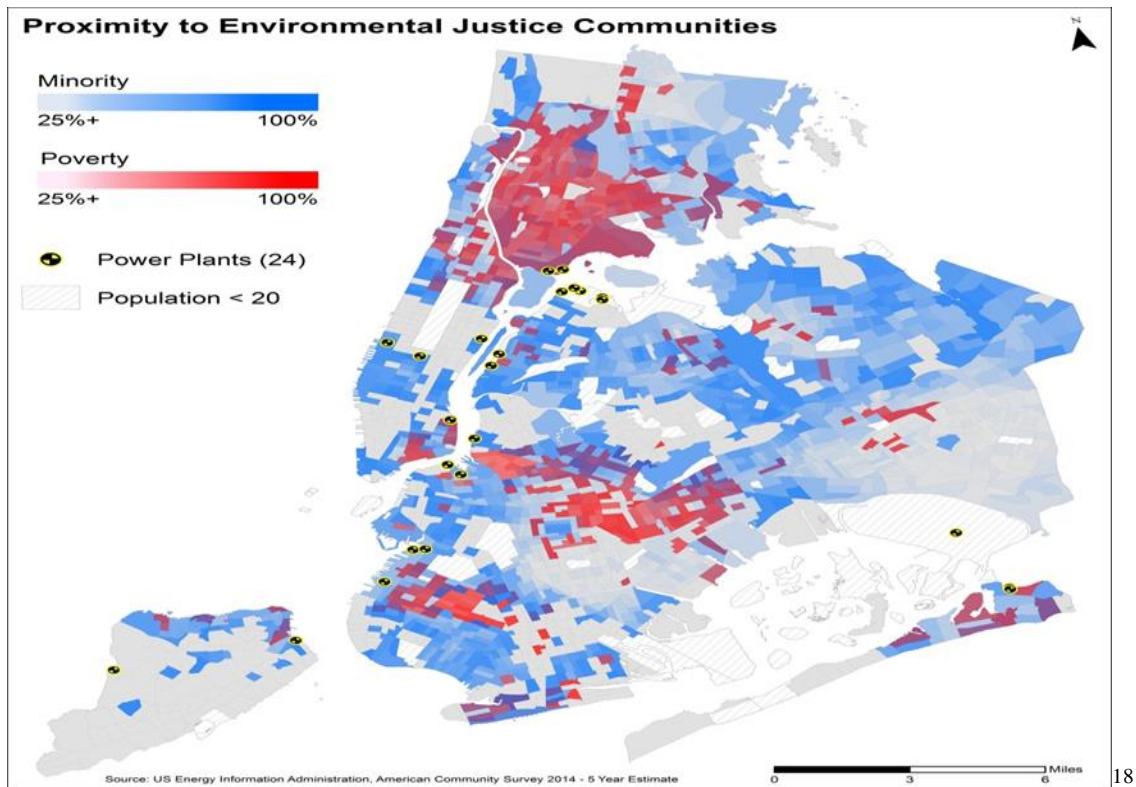 Proximity to Environmental Justice Communities
N
Minority
25%+ 100%
Poverty
25%+ 100%
Power Plants (24)
Population < 20
Source: US Energy Information Administration, American Community Survey 2014 - 5 Year Estimate
Miles
0 3 6
18